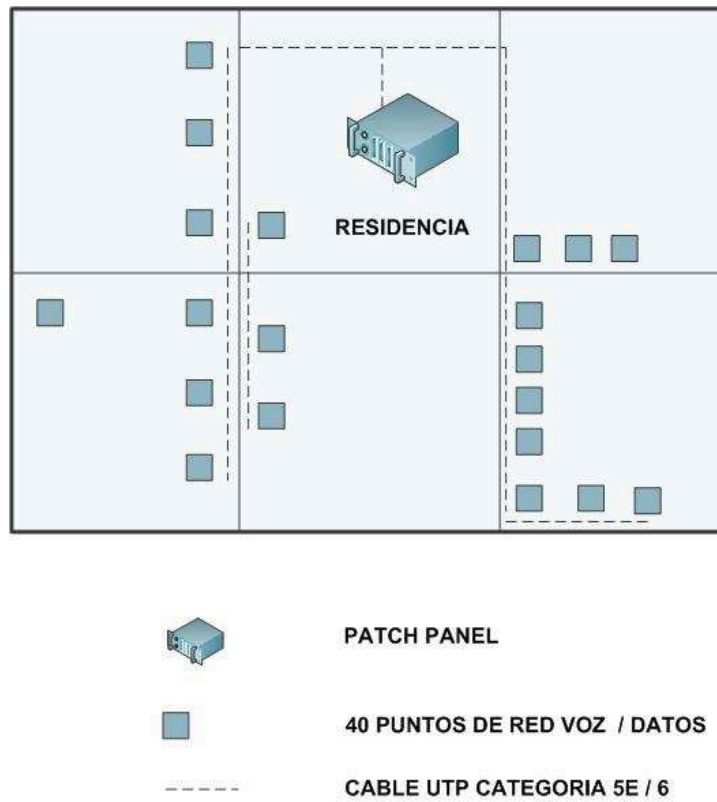 RESIDENCIA
PATCH PANEL
40 PUNTOS DE RED VOZ / DATOS
CABLE UTP CATEGORIA 5E / 6